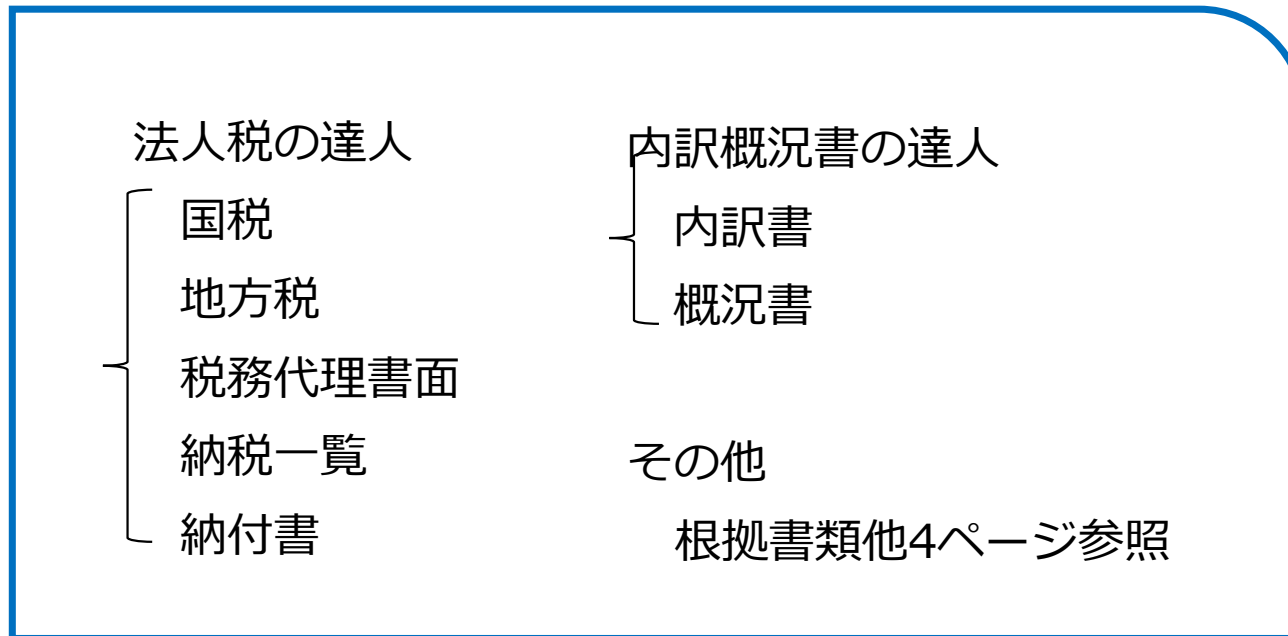 法人税の達人
国税
地方税
税務代理書面
納税一覧
納付書
内訳概況書の達人
内訳書
概況書
その他
根拠書類他4ページ参照